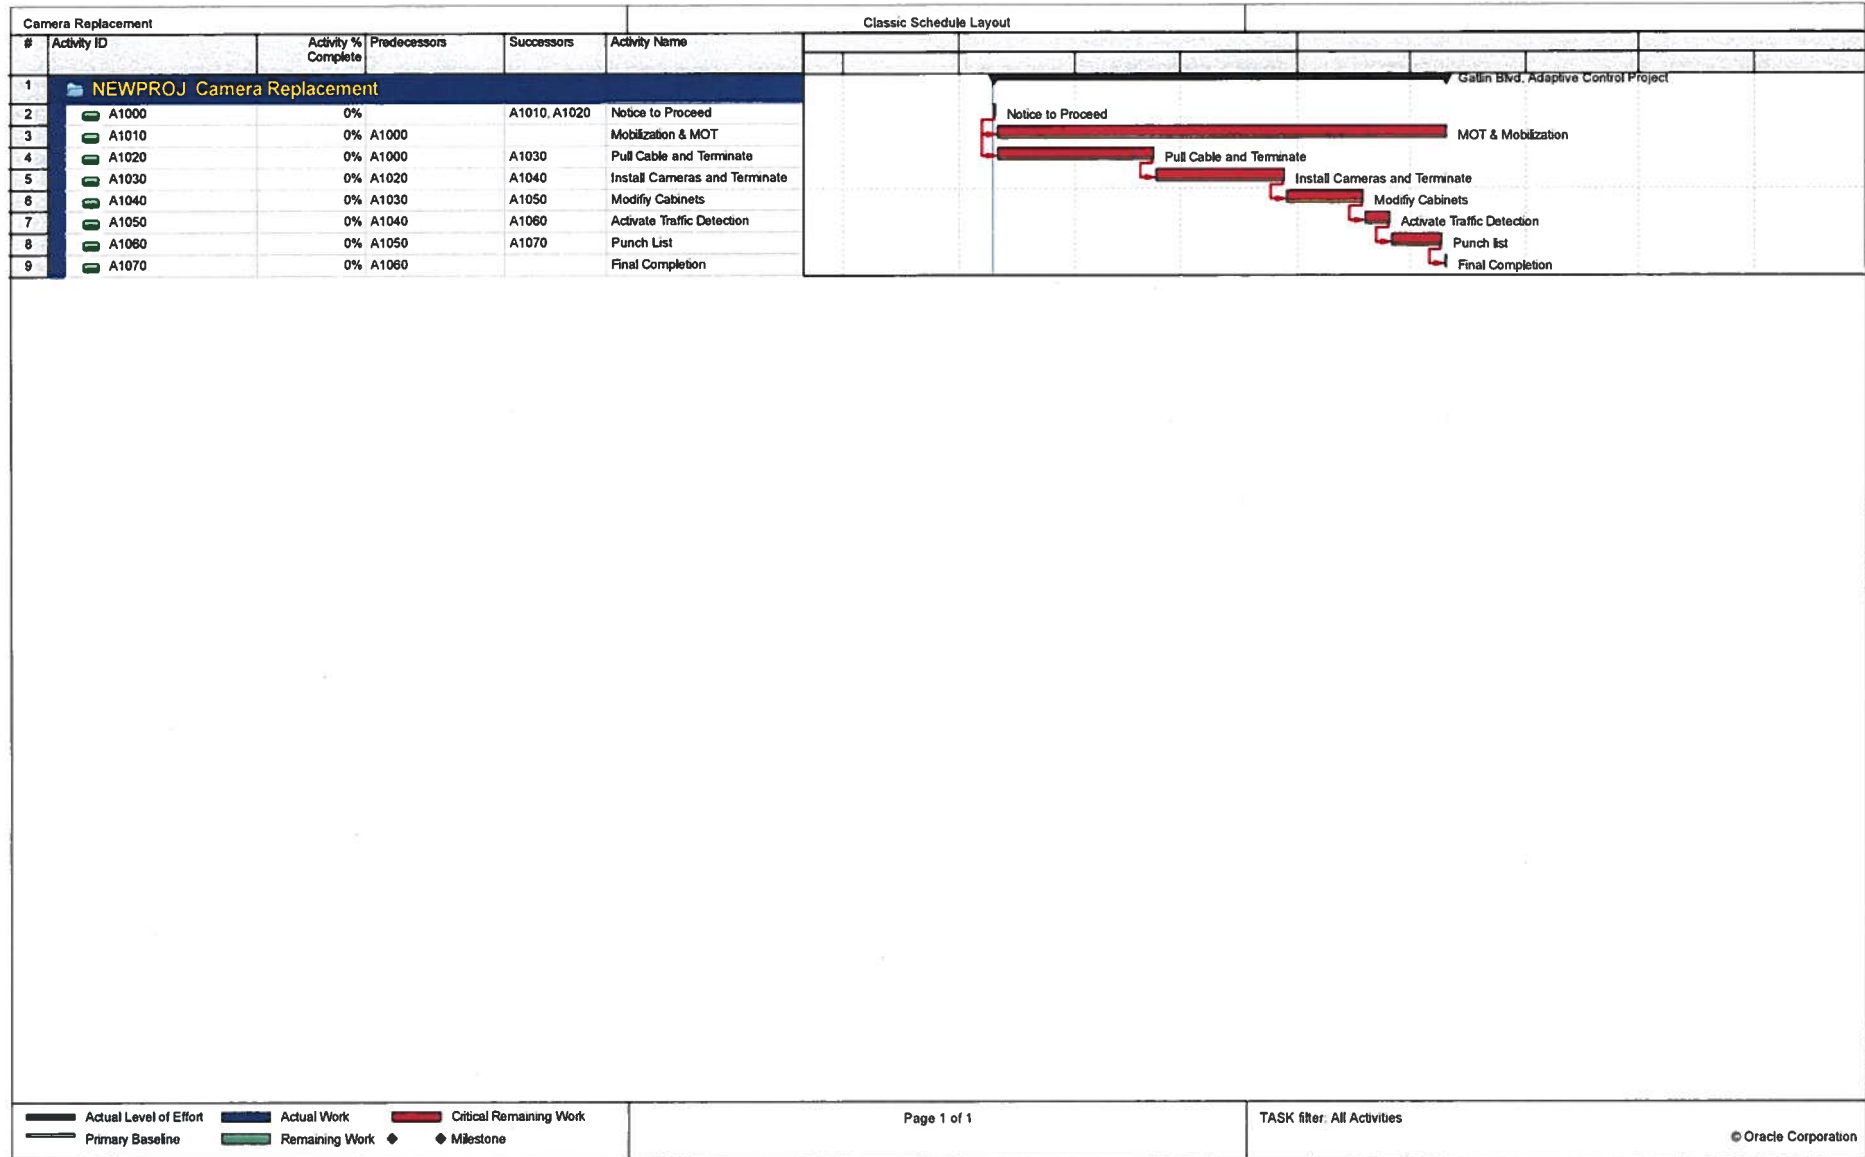 Camera Replacement Classic Schedule Layout
# Activity ID Activity % Complete Predecessors Successors Activity Name
1 NEWPROJ Camera Replacement Gatlin Blvd. Adaptive Control Project
2 A1000 0% A1010, A1020 Notice to Proceed Notice to Proceed
3 A1010 0% A1000 Mobilization & MOT MOT & Mobilization
4 A1020 0% A1000 A1030 Pull Cable and Terminate Pull Cable and Terminate
5 A1030 0% A1020 A1040 Install Cameras and Terminate Install Cameras and Terminate
6 A1040 0% A1030 A1050 Modifiy Cabinets Modifiy Cabinets
7 A1050 0% A1040 A1060 Activate Traffic Detection Activate Traffic Detection
8 A1060 0% A1050 A1070 Punch List Punch list
9 A1070 0% A1060 Final Completion Final Completion
Actual Level of Effort Actual Work Critical Remaining Work Page 1 of 1 TASK filter: All Activities
Primary Baseline Remaining Work Milestone
© Oracle Corporation